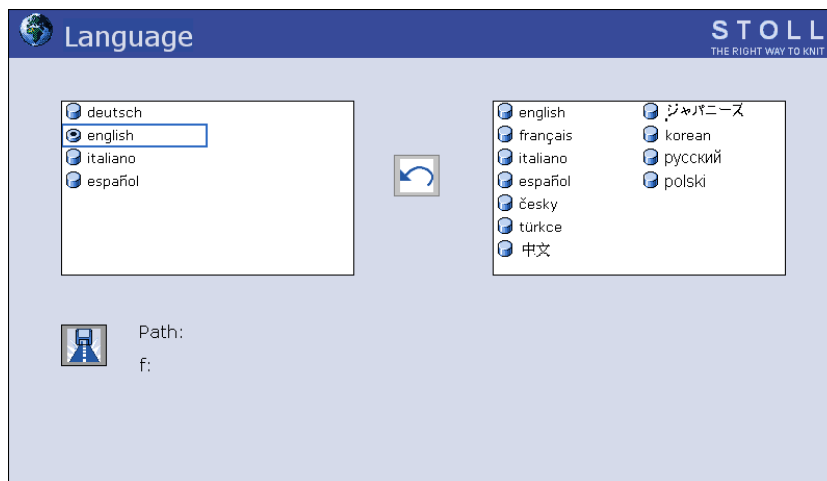 Language
STOLL
THE RIGHT WAY TO KNIT
deutsch
english
italiano
español
english
français
italiano
español
česky
türkce
中文
ジャパニーズ
korean
русский
polski
Path:
f: